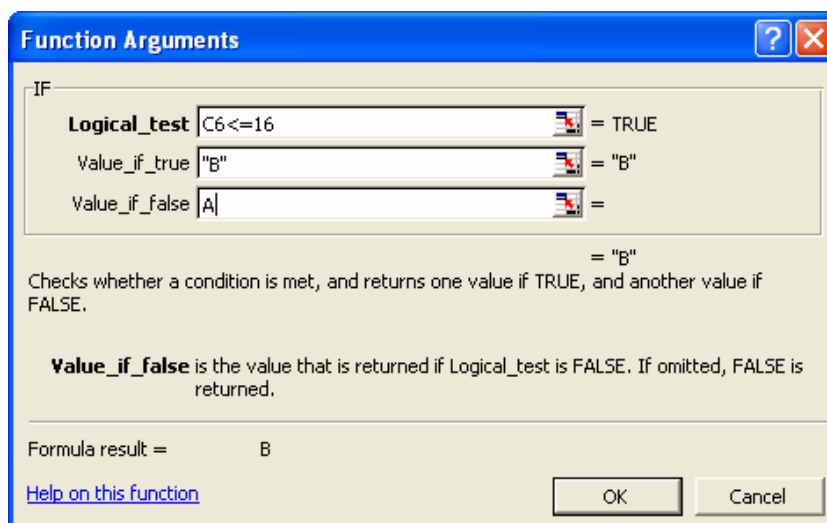 Function Arguments
IF
Logical_test C6<=16 = TRUE
Value_if_true "B" = "B"
Value_if_false A =
= "B"
Checks whether a condition is met, and returns one value if TRUE, and another value if
FALSE.
Value_if_false is the value that is returned if Logical_test is FALSE. If omitted, FALSE is
returned.
Formula result = B
Help on this function
OK
Cancel